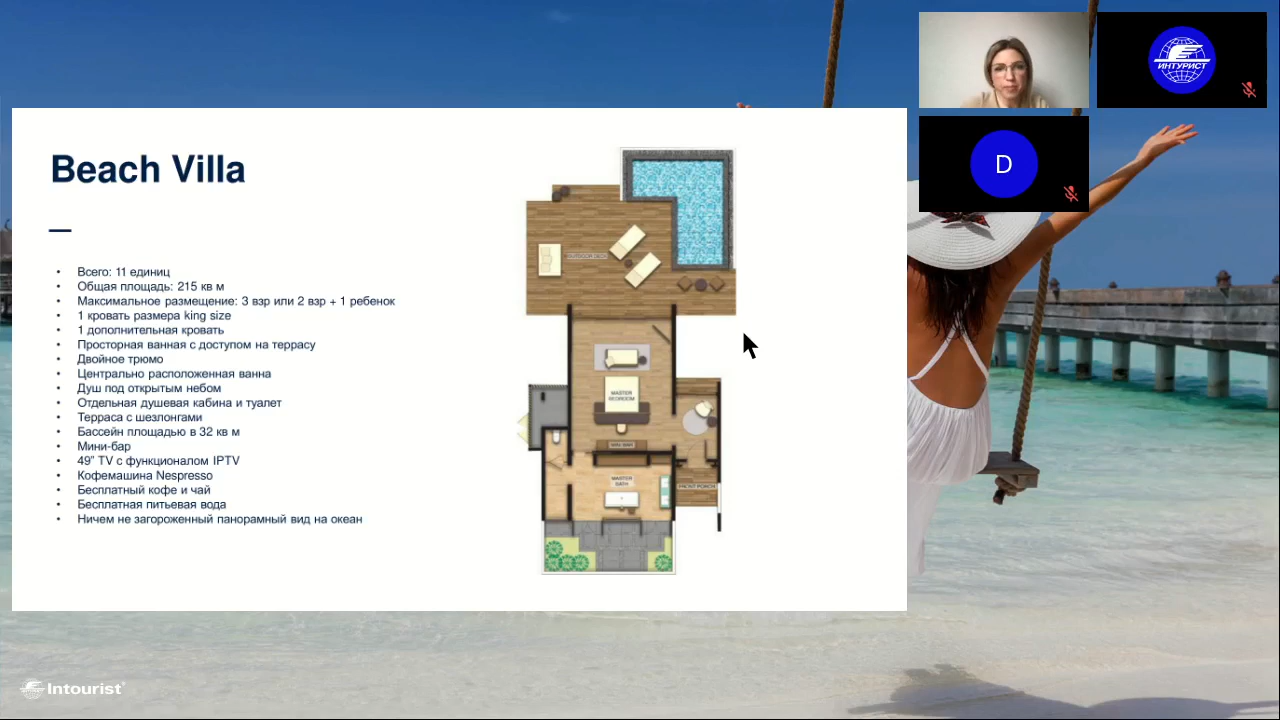 Beach Villa
• Всего: 11 единиц
• Общая площадь: 215 кв м
• Максимальное размещение: 3 взр или 2 взр + 1 ребенок
• 1 кровать размера king size
• 1 дополнительная кровать
• Просторная ванная с доступом на террасу
• Двойное трюмо
• Центрально расположенная ванна
• Душ под открытым небом
• Отдельная душевая кабина и туалет
• Терраса с шезлонгами
• Бассейн площадью в 32 кв м
• Мини-бар
• 49” TV с функционалом IPTV
• Кофемашина Nespresso
• Бесплатный кофе и чай
• Бесплатная питьевая вода
• Ничем не загороженный панорамный вид на океан
MASTER
BEDROOM
MASTER
BATH
FRONT PORCH
ИНТУРИСТ
D
Intourist